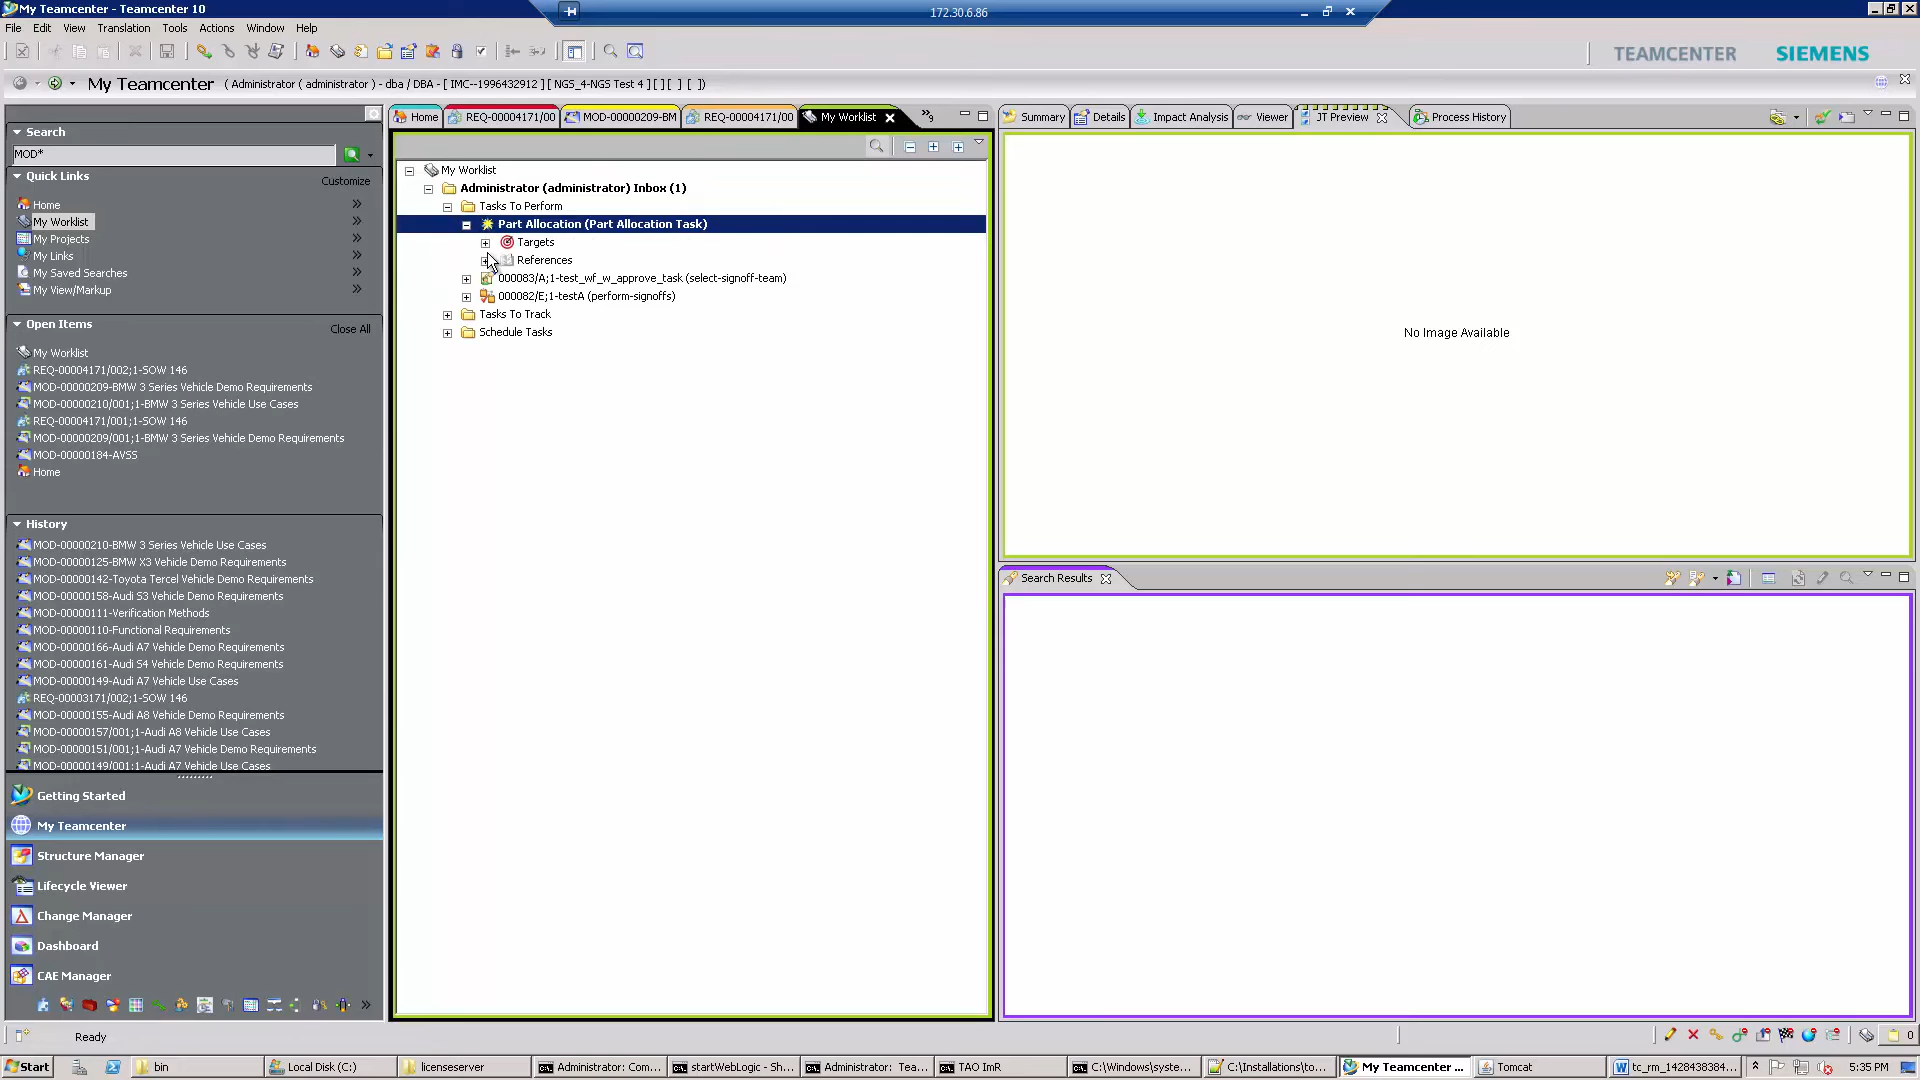 My Teamcenter - Teamcenter 10
172.30.6.86
File Edit View Translation Tools Actions Window Help
TEAMCENTER SIEMENS
My Teamcenter ( Administrator ( administrator ) - dba / DBA - [ IMC--1996432912 ] [ NGS_4-NGS Test 4 ] [ ] [ ] [ ])
Search
MOD*
Quick Links
Customize
Home
My Worklist
My Projects
My Links
My Saved Searches
My View/Markup
Open Items
Close All
My Worklist
REQ-00004171/002;1-SOW 146
MOD-00000209-BMW 3 Series Vehicle Demo Requirements
MOD-00000210/001;1-BMW 3 Series Vehicle Use Cases
REQ-00004171/001;1-SOW 146
MOD-00000209/001;1-BMW 3 Series Vehicle Demo Requirements
MOD-00000184-AVSS
Home
History
MOD-00000210-BMW 3 Series Vehicle Use Cases
MOD-00000125-BMW X3 Vehicle Demo Requirements
MOD-00000142-Toyota Tercel Vehicle Demo Requirements
MOD-00000158-Audi S3 Vehicle Demo Requirements
MOD-00000111-Verification Methods
MOD-00000110-Functional Requirements
MOD-00000166-Audi A7 Vehicle Demo Requirements
MOD-00000161-Audi S4 Vehicle Demo Requirements
MOD-00000149-Audi A7 Vehicle Use Cases
REQ-00003171/002;1-SOW 146
MOD-00000155-Audi A8 Vehicle Demo Requirements
MOD-00000157/001;1-Audi A8 Vehicle Use Cases
MOD-00000151/001;1-Audi A7 Vehicle Demo Requirements
MOD-00000149/001;1-Audi A7 Vehicle Use Cases
Getting Started
My Teamcenter
Structure Manager
Lifecycle Viewer
Change Manager
Dashboard
CAE Manager
Home REQ-00004171/00 MOD-00000209-BM REQ-00004171/00 My Worklist 9
My Worklist
Administrator (administrator) Inbox (1)
Tasks To Perform
Part Allocation (Part Allocation Task)
Targets
References
000083/A;1-test_wf_w_approve_task (select-signoff-team)
000082/E;1-testA (perform-signoffs)
Tasks To Track
Schedule Tasks
Summary Details Impact Analysis Viewer JT Preview Process History
No Image Available
Search Results
Ready
0
Start bin Local Disk (C:) licenseserver Administrator: Com... startWebLogic - Sh... Administrator: Tea... TAO ImR C:\Windows\syste... C:\Installations\to... My Teamcenter ... Tomcat tc_rm_1428438384... 5:35 PM